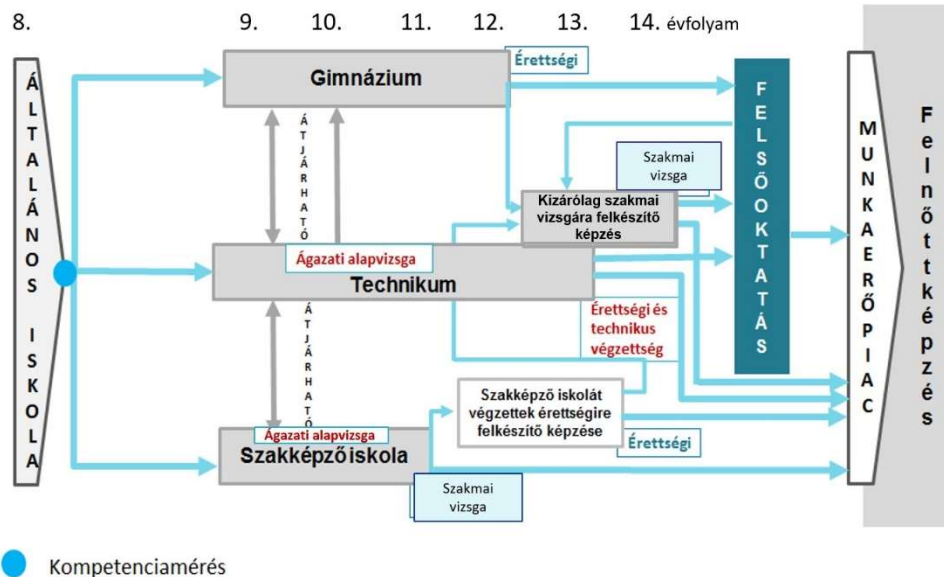 8. 9. 10. 11. 12. 13. 14. évfolyam
ÁLTALÁNOS ISKOLA
Gimnázium
Érettségi
ÁTJÁRHATÓ
Szakmai
vizsga
Kizárólag szakmai
vizsgára felkészítő
képzés
Ágazati alapvizsga
Technikum
Érettségi és
technikus
végzettség
ÁTJÁRHATÓ
Szakképző iskolát
végzettek érettségire
felkészítő képzése
Érettségi
Ágazati alapvizsga
Szakképző iskola
Szakmai
vizsga
FELSŐOKTATÁS
MUNKAERŐPIAC
Felnőttképzés
Kompetenciamérés